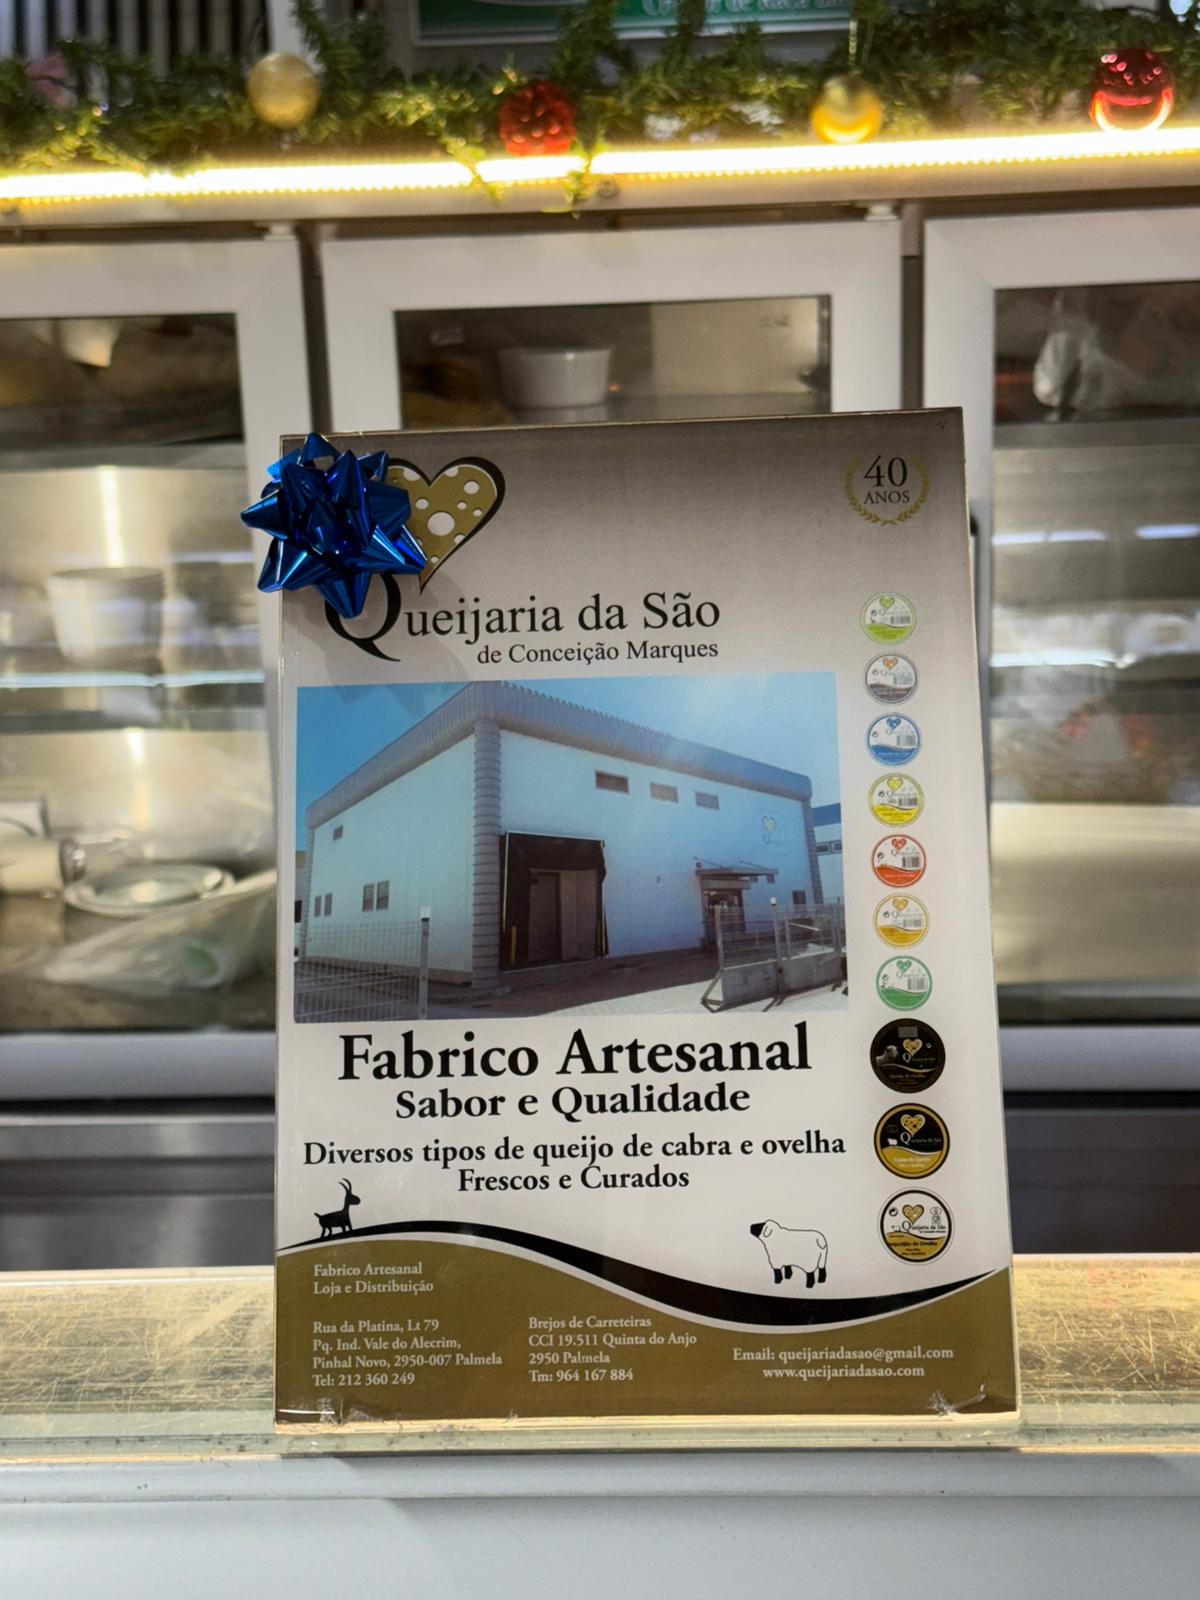 40
ANOS
Queijaria da São
de Conceição Marques
Fabrico Artesanal
Sabor e Qualidade
Diversos tipos de queijo de cabra e ovelha
Frescos e Curados
Fabrico Artesanal
Loja e Distribuição
Rua da Platina, Lt 79
Pq. Ind. Vale do Alecrim,
Pinhal Novo, 2950-007 Palmela
Tel: 212 360 249
Brejos de Carreteiras
CCI 19.511 Quinta do Anjo
2950 Palmela
Tm: 964 167 884
Email: queijariadasao@gmail.com
www.queijariadasao.com